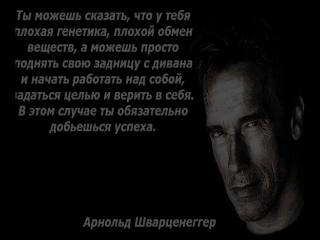 Ты можешь сказать, что у тебя
плохая генетика, плохой обмен
веществ, а можешь просто
поднять свою задницу с дивана
и начать работать над собой,
задаться целью и верить в себя.
В этом случае ты обязательно
добьешься успеха.
Арнольд Шварценеггер